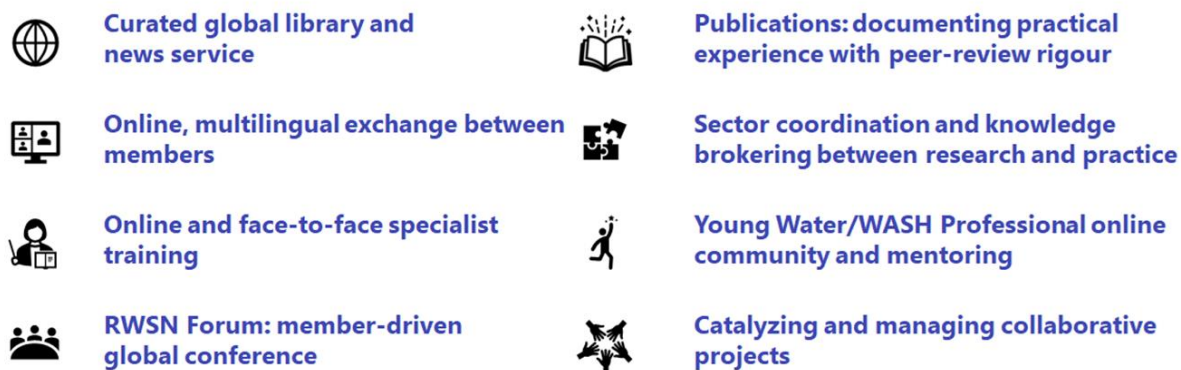 Curated global library and
news service
Online, multilingual exchange between
members
Online and face-to-face specialist
training
RWSN Forum: member-driven
global conference
Publications: documenting practical
experience with peer-review rigour
Sector coordination and knowledge
brokering between research and practice
Young Water/WASH Professional online
community and mentoring
Catalyzing and managing collaborative
projects